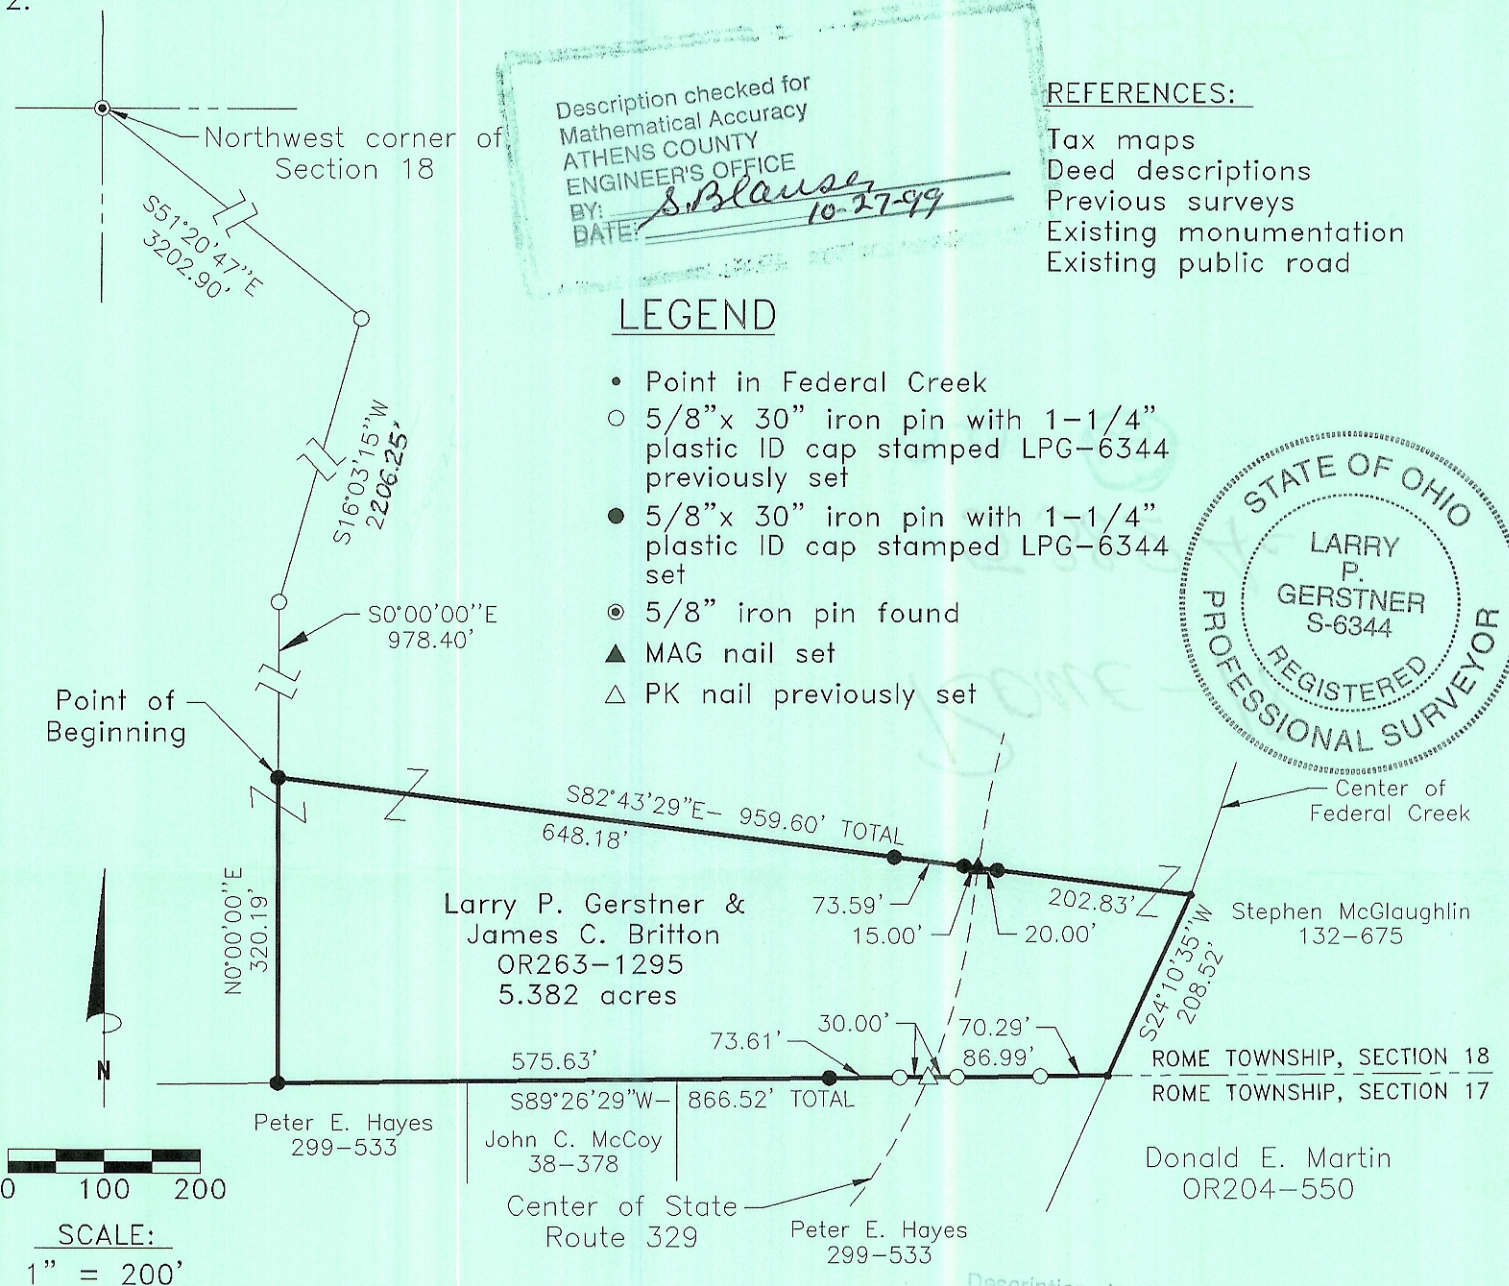 2.
Northwest corner of
Section 18
S51°20'47"E
3202.90'
S16°03'15"W
2206.25'
S0°00'00"E
978.40'
Point of
Beginning
Description checked for
Mathematical Accuracy
ATHENS COUNTY
ENGINEER'S OFFICE
BY: S. Blauser
DATE: 10-27-99
REFERENCES:
Tax maps
Deed descriptions
Previous surveys
Existing monumentation
Existing public road
LEGEND
Point in Federal Creek
5/8"x 30" iron pin with 1-1/4"
plastic ID cap stamped LPG-6344
previously set
5/8"x 30" iron pin with 1-1/4"
plastic ID cap stamped LPG-6344
set
5/8" iron pin found
MAG nail set
PK nail previously set
STATE OF OHIO
LARRY
P.
GERSTNER
S-6344
REGISTERED
PROFESSIONAL SURVEYOR
Center of
Federal Creek
S82°43'29"E- 959.60' TOTAL
648.18'
73.59'
15.00'
20.00'
202.83'
N0°00'00"E
320.19'
Larry P. Gerstner &
James C. Britton
OR263-1295
5.382 acres
Stephen McGlaughlin
132-675
S24°10'35"W
208.52'
575.63'
73.61'
30.00'
86.99'
70.29'
S89°26'29"W- 866.52' TOTAL
ROME TOWNSHIP, SECTION 18
ROME TOWNSHIP, SECTION 17
N
Peter E. Hayes
299-533
John C. McCoy
38-378
Center of State
Route 329
Peter E. Hayes
299-533
Donald E. Martin
OR204-550
0 100 200
SCALE:
1" = 200'